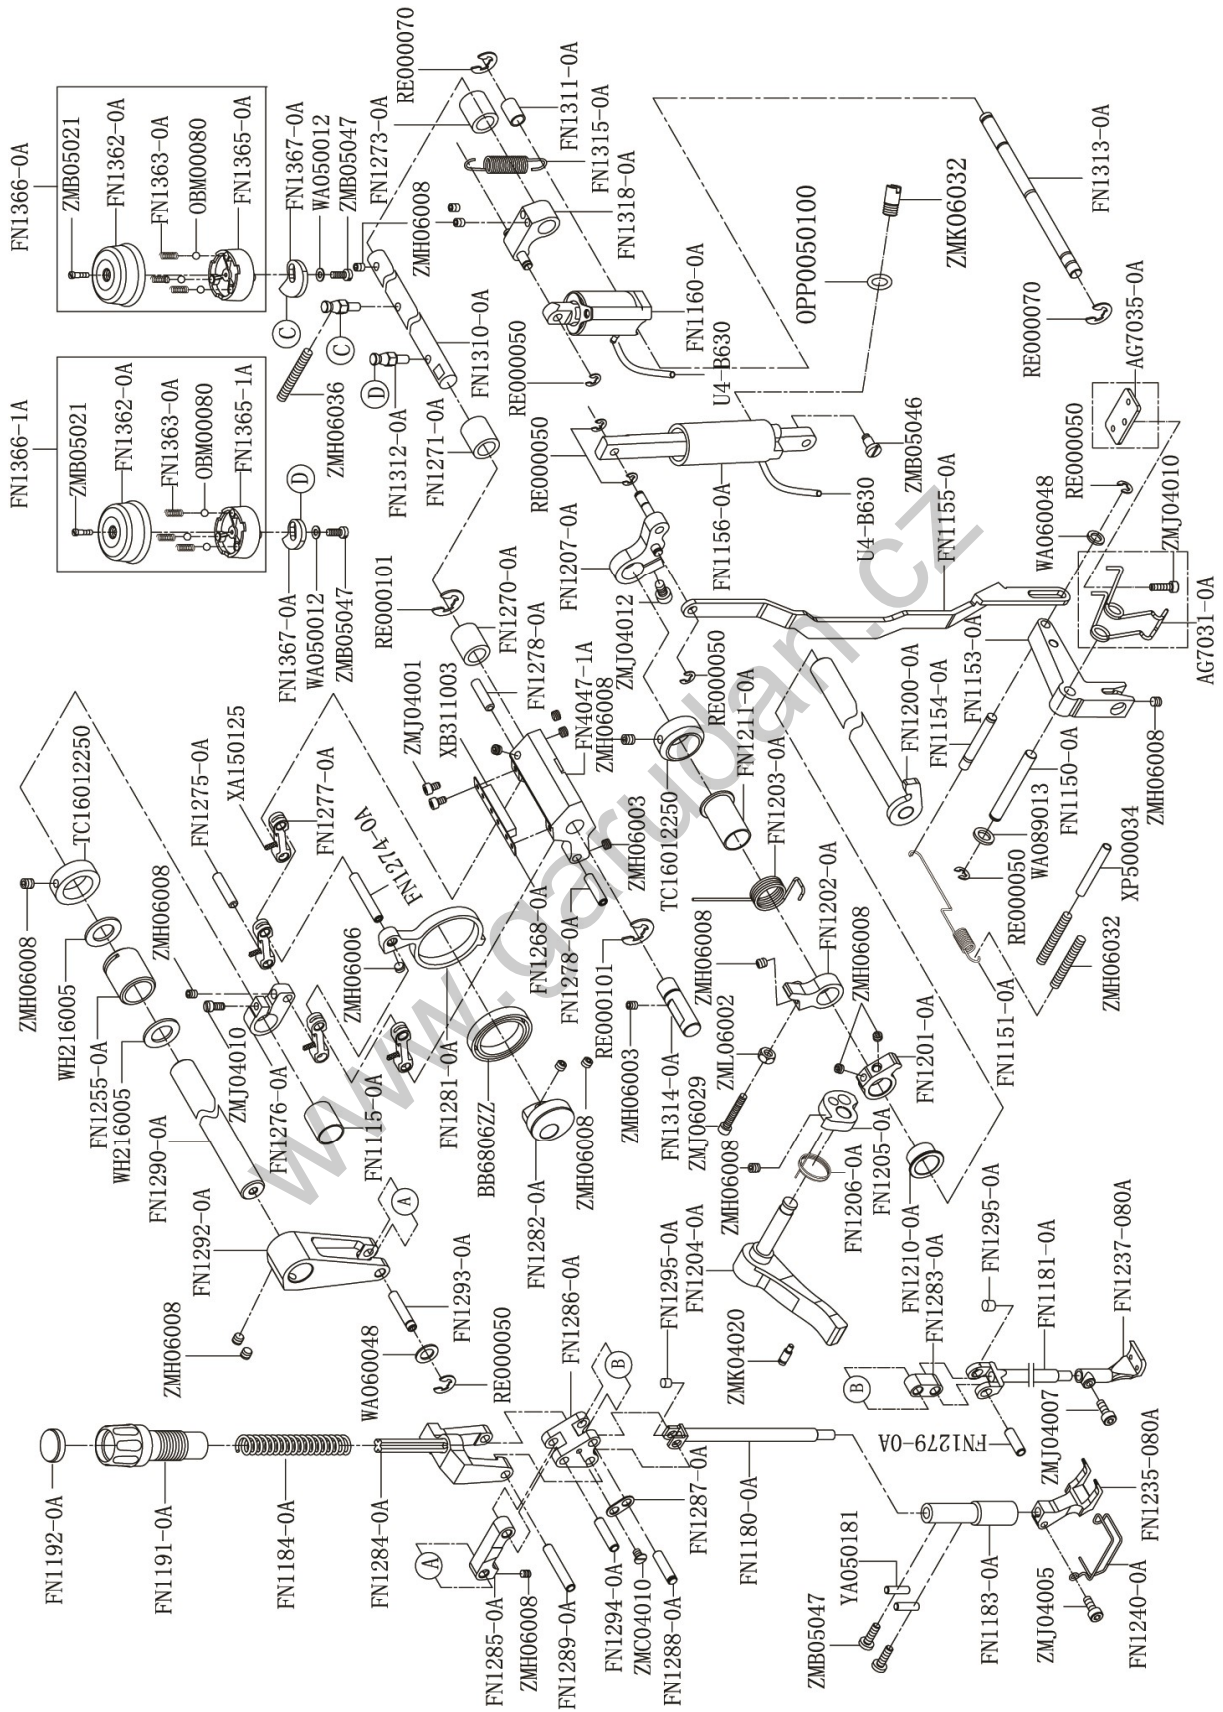 FN1366-0A
ZMB05021
FN1362-0A
FN1363-0A
OBM00080
FN1365-0A
FN1367-0A
WA050012
ZMB05047
FN1273-0A
RE000070
C
ZMH06008
FN1311-0A
FN1315-0A
FN1318-0A
FN1366-1A
ZMB05021
FN1362-0A
FN1363-0A
OBM00080
FN1365-1A
ZMH06036
C
D
FN1312-0A
FN1271-0A
FN1310-0A
RE000050
FN1160-0A
U4-B630
OPP0050100
ZMK06032
FN1313-0A
RE000070
D
FN1367-0A
WA050012
ZMB05047
RE000101
FN1270-0A
FN1278-0A
FN4047-1A
ZMH06008
RE000050
FN1207-0A
ZMJ04012
FN1156-0A
ZMB05046
U4-B630
FN1155-0A
AG7035-0A
RE000050
WA060048
ZMJ04010
AG7031-0A
TC16012250
FN1275-0A
XA150125
FN1277-0A
FN1274-0A
ZMJ04001
XB311003
RE000050
FN1211-0A
TC16012250
FN1203-0A
FN1200-0A
FN1154-0A
FN1153-0A
ZMH06008
FN1150-0A
WA089013
RE000050
XP500034
ZMH06032
ZMH06008
WH216005
FN1255-0A
WH216005
FN1290-0A
FN1292-0A
ZMH06008
ZMJ04010
FN1276-0A
FN1115-0A
ZMH06006
FN1281-0A
BB6806ZZ
FN1282-0A
ZMH06008
FN1268-0A
FN1278-0A
RE000101
ZMH06003
ZMH06003
FN1314-0A
ZMH06008
FN1202-0A
ZMH06008
ZML06002
ZMJ06029
ZMH06008
FN1201-0A
FN1151-0A
FN1205-0A
FN1206-0A
FN1210-0A
FN1204-0A
ZMK04020
A
ZMH06008
FN1293-0A
WA060048
RE000050
FN1286-0A
B
FN1295-0A
FN1283-0A
FN1295-0A
B
FN1181-0A
FN1237-080A
FN1279-0A
ZMJ04007
FN1192-0A
FN1191-0A
FN1184-0A
FN1284-0A
A
FN1285-0A
ZMH06008
FN1289-0A
FN1294-0A
ZMC04010
FN1288-0A
FN1287-0A
FN1180-0A
YA050181
ZMB05047
FN1183-0A
ZMJ04005
FN1240-0A
FN1235-080A
www.garudan.cz